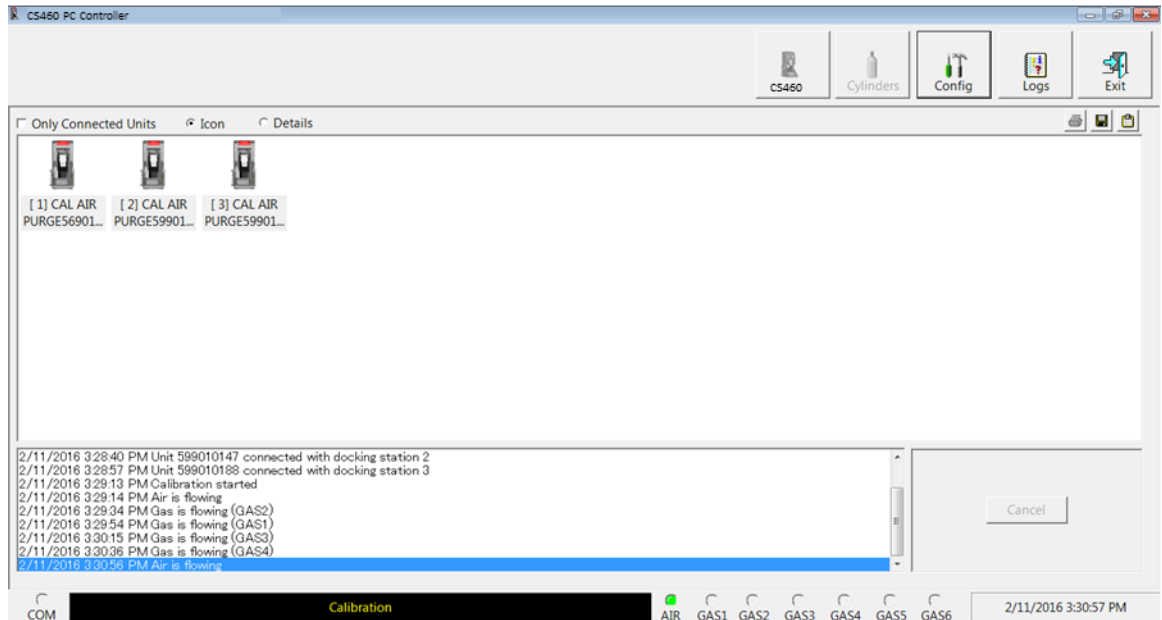 CS460 PC Controller
CS460
Cylinders
Config
Logs
Exit
Only Connected Units
Icon
Details
[ 1] CAL AIR
PURGE56901...
[ 2] CAL AIR
PURGE59901...
[ 3] CAL AIR
PURGE59901...
2/11/2016 3:28:40 PM Unit 599010147 connected with docking station 2
2/11/2016 3:28:57 PM Unit 599010188 connected with docking station 3
2/11/2016 3:29:13 PM Calibration started
2/11/2016 3:29:14 PM Air is flowing
2/11/2016 3:29:34 PM Gas is flowing (GAS2)
2/11/2016 3:29:54 PM Gas is flowing (GAS1)
2/11/2016 3:30:15 PM Gas is flowing (GAS3)
2/11/2016 3:30:36 PM Gas is flowing (GAS4)
2/11/2016 3:30:56 PM Air is flowing
Cancel
COM
Calibration
AIR GAS1 GAS2 GAS3 GAS4 GAS5 GAS6
2/11/2016 3:30:57 PM